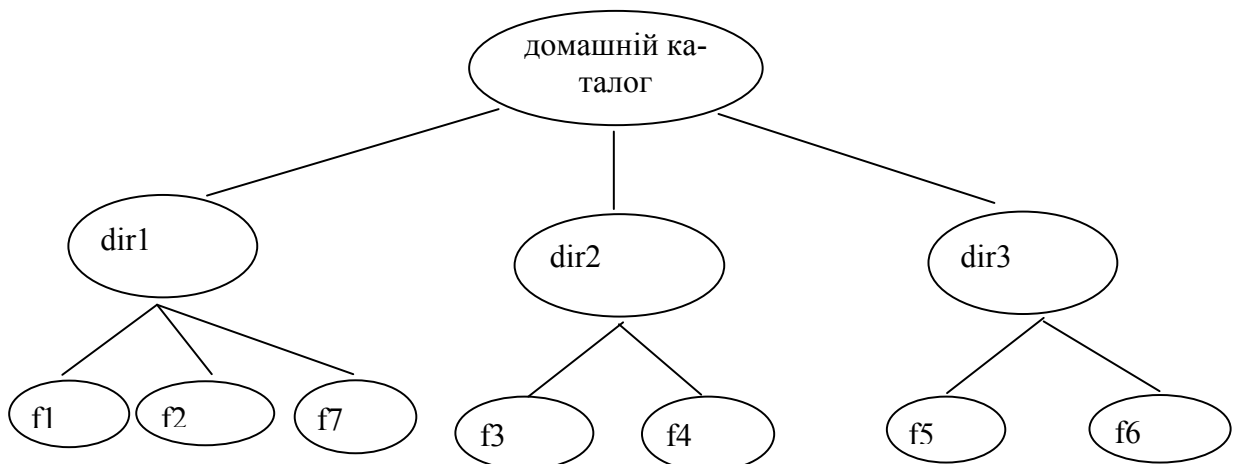 домашній ка-
талог
dir1
dir2
dir3
f1
f2
f7
f3
f4
f5
f6